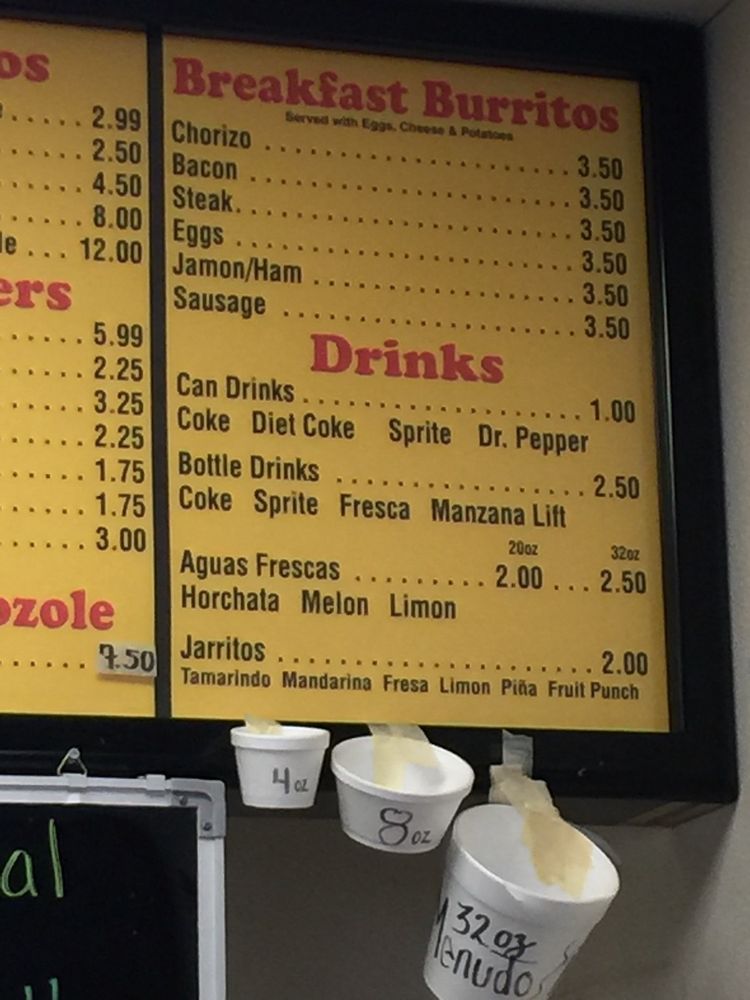 os
2.99
2.50
4.50
8.00
le ... 12.00
ers
5.99
2.25
3.25
2.25
1.75
1.75
3.00
ozole
7.50
Breakfast Burritos
Served with Eggs, Cheese & Potatoes
Chorizo 3.50
Bacon 3.50
Steak 3.50
Eggs 3.50
Jamon/Ham 3.50
Sausage 3.50
Drinks
Can Drinks 1.00
Coke Diet Coke Sprite Dr. Pepper
Bottle Drinks 2.50
Coke Sprite Fresca Manzana Lift
20oz 32oz
Aguas Frescas 2.00 ... 2.50
Horchata Melon Limon
Jarritos 2.00
Tamarindo Mandarina Fresa Limon Piña Fruit Punch
4oz
8oz
32oz
Menudo
al